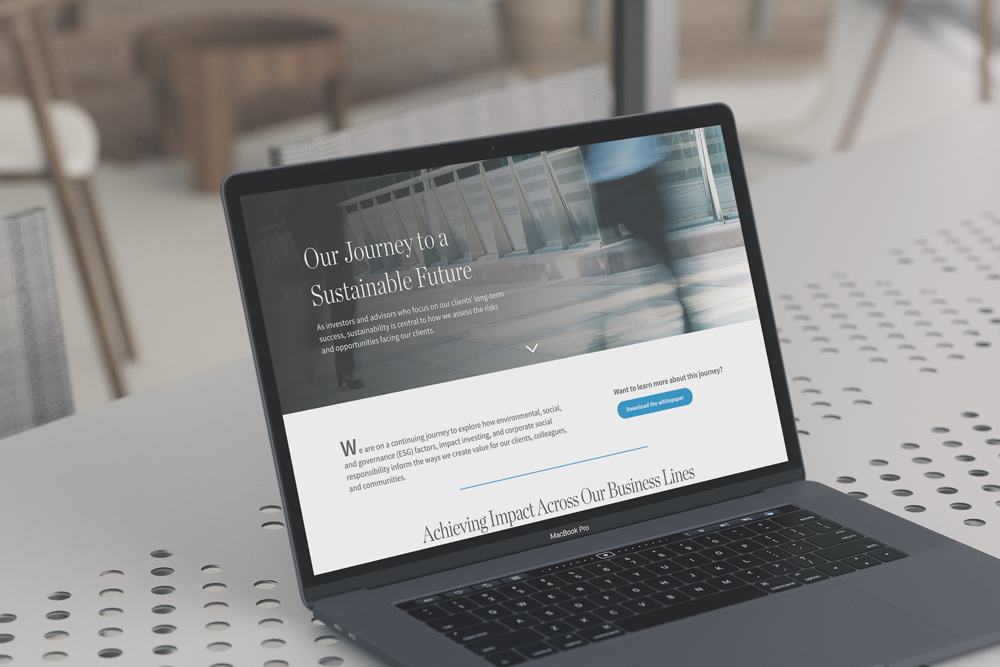 Our Journey to a
Sustainable Future
As investors and advisors who focus on our clients' long-term
success, sustainability is central to how we assess the risks
and opportunities facing our clients.
Want to learn more about this journey?
Download the whitepaper
We are on a continuing journey to explore how environmental, social,
and governance (ESG) factors, impact investing, and corporate social
responsibility inform the ways we create value for our clients, colleagues,
and communities.
Achieving Impact Across Our Business Lines
MacBook Pro